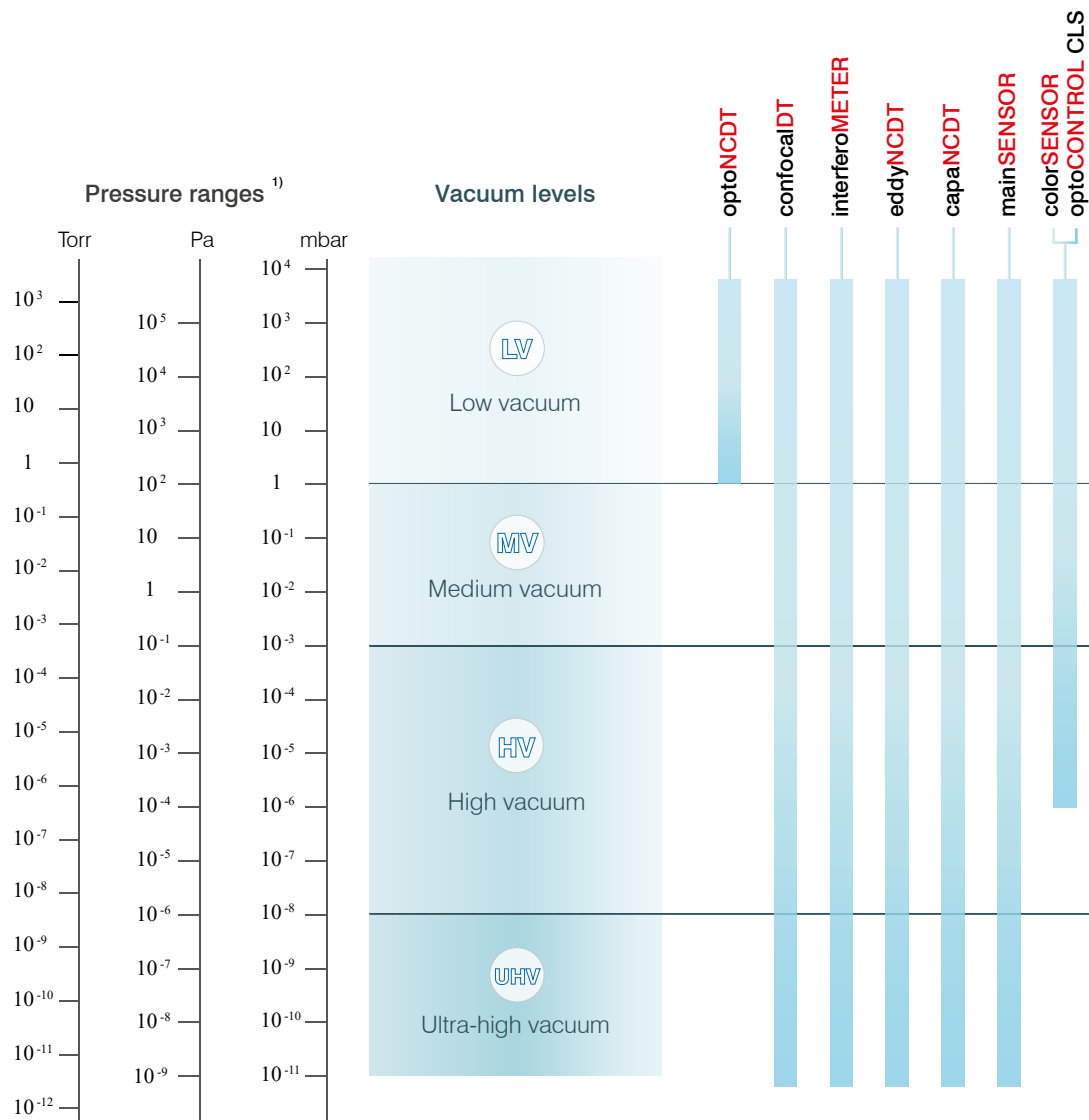 optoNCDT
confocalDT
interferoMETER
eddyNCDT
capaNCDT
mainSENSOR
colorSENSOR
optoCONTROL CLS
Pressure ranges ¹⁾
Vacuum levels
Torr
Pa
mbar
10³
10²
10
1
10⁻¹
10⁻²
10⁻³
10⁻⁴
10⁻⁵
10⁻⁶
10⁻⁷
10⁻⁸
10⁻⁹
10⁻¹⁰
10⁻¹¹
10⁻¹²
10⁵
10⁴
10³
10²
10
1
10⁻¹
10⁻²
10⁻³
10⁻⁴
10⁻⁵
10⁻⁶
10⁻⁷
10⁻⁸
10⁻⁹
10⁴
10³
10²
10
1
10⁻¹
10⁻²
10⁻³
10⁻⁴
10⁻⁵
10⁻⁶
10⁻⁷
10⁻⁸
10⁻⁹
10⁻¹⁰
10⁻¹¹
LV
Low vacuum
MV
Medium vacuum
HV
High vacuum
UHV
Ultra-high vacuum